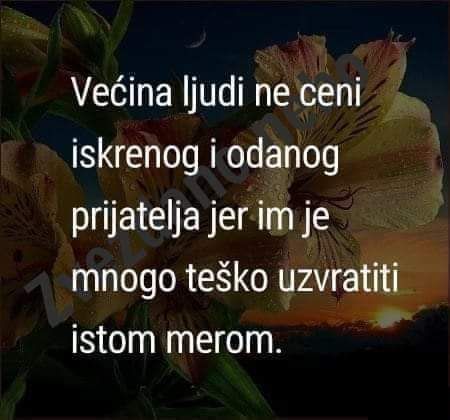 Većina ljudi ne ceni
iskrenog i odanog
prijatelja jer im je
mnogo teško uzvratiti
istom merom.